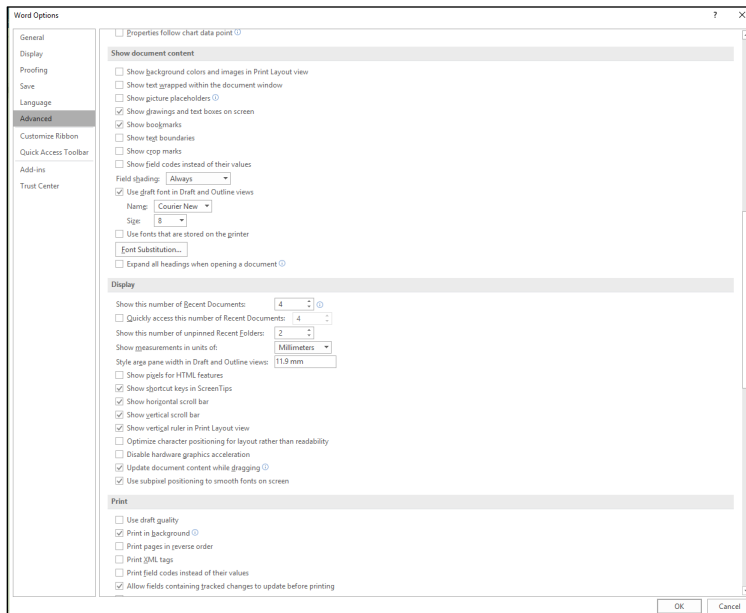 Word Options
?
General
Display
Proofing
Save
Language
Advanced
Customize Ribbon
Quick Access Toolbar
Add-ins
Trust Center
Properties follow chart data point
Show document content
Show background colors and images in Print Layout view
Show text wrapped within the document window
Show picture placeholders
Show drawings and text boxes on screen
Show bookmarks
Show text boundaries
Show crop marks
Show field codes instead of their values
Field shading: Always
Use draft font in Draft and Outline views
Name: Courier New
Size: 8
Use fonts that are stored on the printer
Font Substitution...
Expand all headings when opening a document
Display
Show this number of Recent Documents: 4
Quickly access this number of Recent Documents: 4
Show this number of unpinned Recent Folders: 2
Show measurements in units of: Millimeters
Style area pane width in Draft and Outline views: 11.9 mm
Show pixels for HTML features
Show shortcut keys in ScreenTips
Show horizontal scroll bar
Show vertical scroll bar
Show vertical ruler in Print Layout view
Optimize character positioning for layout rather than readability
Disable hardware graphics acceleration
Update document content while dragging
Use subpixel positioning to smooth fonts on screen
Print
Use draft quality
Print in background
Print pages in reverse order
Print XML tags
Print field codes instead of their values
Allow fields containing tracked changes to update before printing
OK Cancel